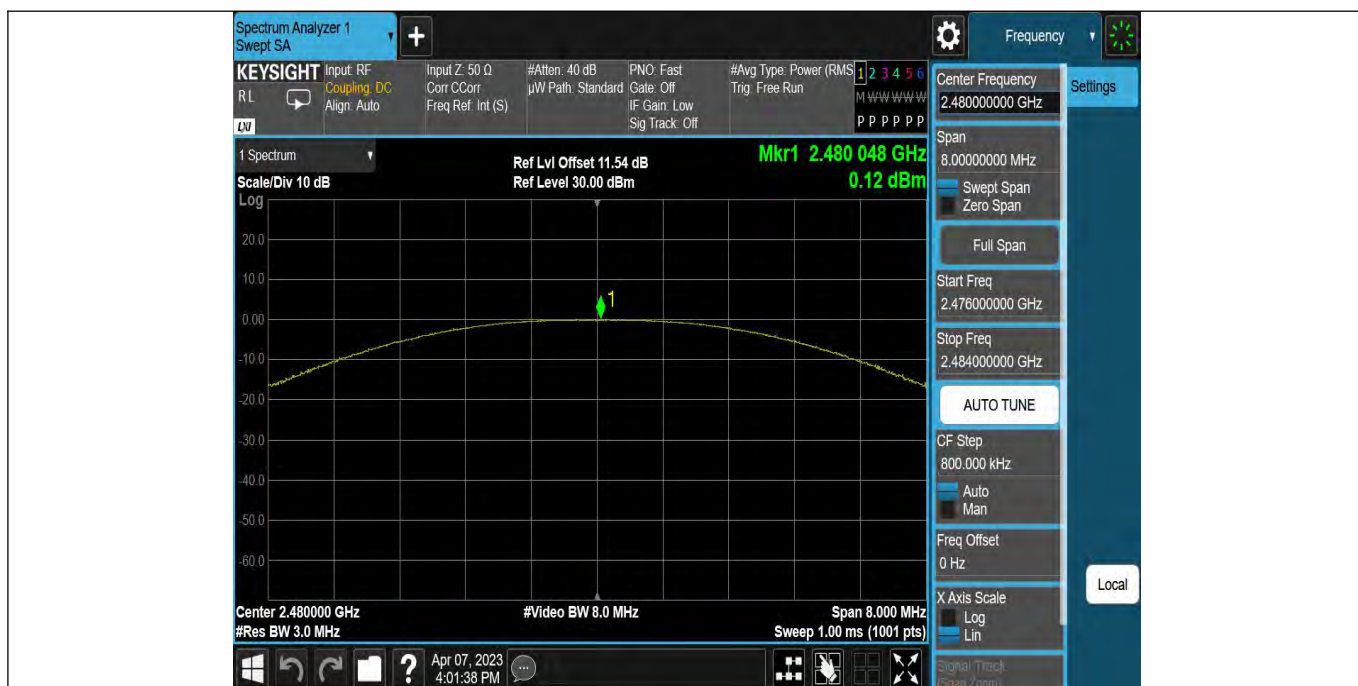 Spectrum Analyzer 1
Swept SA
+
Frequency
KEYSIGHT
RL
LXI
Input: RF
Coupling: DC
Align: Auto
Input Z: 50 Ω
Corr CCorr
Freq Ref: Int (S)
#Atten: 40 dB
µW Path: Standard
PNO: Fast
Gate: Off
IF Gain: Low
Sig Track: Off
#Avg Type: Power (RMS
Trig: Free Run
1 2 3 4 5 6
M W W W W W
P P P P P P
1 Spectrum
Scale/Div 10 dB
Log
Ref Lvl Offset 11.54 dB
Ref Level 30.00 dBm
Mkr1 2.480 048 GHz
0.12 dBm
20.0
10.0
0.00
-10.0
-20.0
-30.0
-40.0
-50.0
-60.0
1
Center 2.480000 GHz
#Res BW 3.0 MHz
#Video BW 8.0 MHz
Span 8.000 MHz
Sweep 1.00 ms (1001 pts)
?
Apr 07, 2023
4:01:38 PM
Center Frequency
2.480000000 GHz
Settings
Span
8.00000000 MHz
Swept Span
Zero Span
Full Span
Start Freq
2.476000000 GHz
Stop Freq
2.484000000 GHz
AUTO TUNE
CF Step
800.000 kHz
Auto
Man
Freq Offset
0 Hz
X Axis Scale
Log
Lin
Local
Signal Track
(Span Zoom)